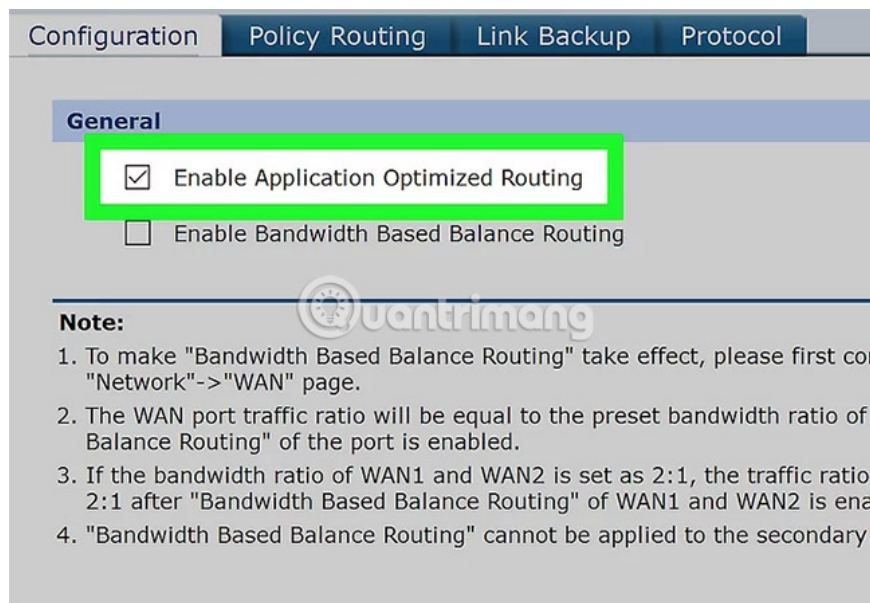 Configuration Policy Routing Link Backup Protocol
General
Enable Application Optimized Routing
Enable Bandwidth Based Balance Routing
Quantrimang
Note:
1. To make "Bandwidth Based Balance Routing" take effect, please first co
"Network"->"WAN" page.
2. The WAN port traffic ratio will be equal to the preset bandwidth ratio of
Balance Routing" of the port is enabled.
3. If the bandwidth ratio of WAN1 and WAN2 is set as 2:1, the traffic ratio
2:1 after "Bandwidth Based Balance Routing" of WAN1 and WAN2 is ena
4. "Bandwidth Based Balance Routing" cannot be applied to the secondary